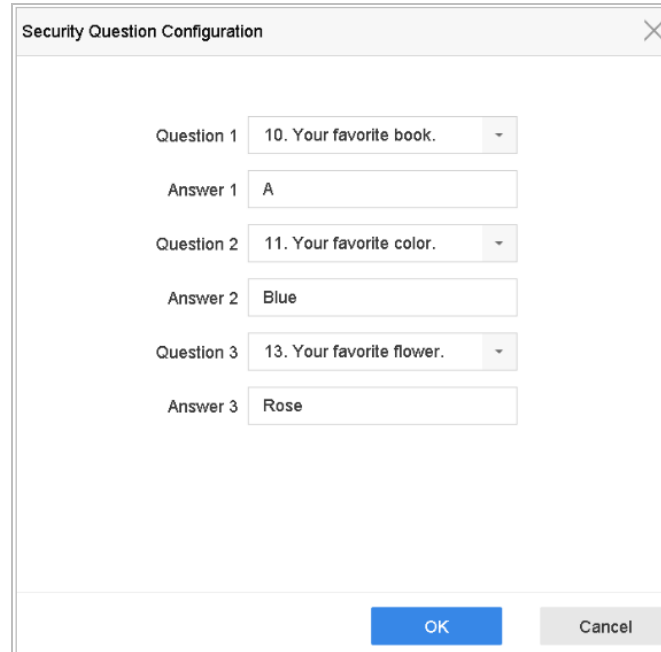 Security Question Configuration
Question 1 10. Your favorite book.
Answer 1 A
Question 2 11. Your favorite color.
Answer 2 Blue
Question 3 13. Your favorite flower.
Answer 3 Rose
OK Cancel